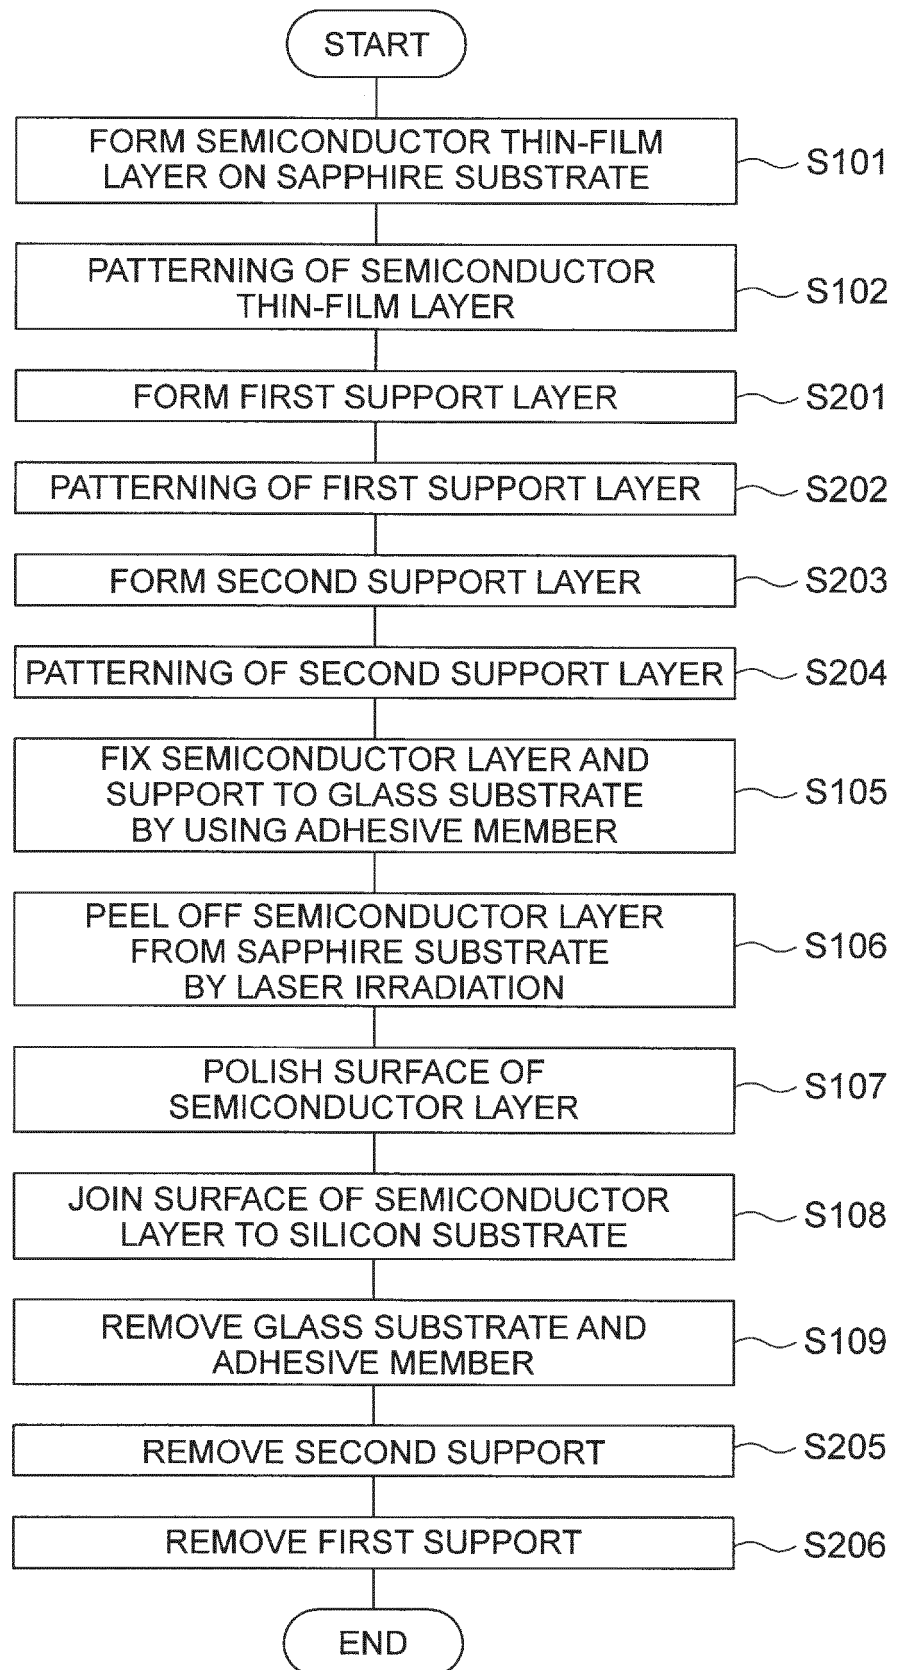 START
FORM SEMICONDUCTOR THIN-FILM
LAYER ON SAPPHIRE SUBSTRATE
S101
PATTERNING OF SEMICONDUCTOR
THIN-FILM LAYER
S102
FORM FIRST SUPPORT LAYER
S201
PATTERNING OF FIRST SUPPORT LAYER
S202
FORM SECOND SUPPORT LAYER
S203
PATTERNING OF SECOND SUPPORT LAYER
S204
FIX SEMICONDUCTOR LAYER AND
SUPPORT TO GLASS SUBSTRATE
BY USING ADHESIVE MEMBER
S105
PEEL OFF SEMICONDUCTOR LAYER
FROM SAPPHIRE SUBSTRATE
BY LASER IRRADIATION
S106
POLISH SURFACE OF
SEMICONDUCTOR LAYER
S107
JOIN SURFACE OF SEMICONDUCTOR
LAYER TO SILICON SUBSTRATE
S108
REMOVE GLASS SUBSTRATE AND
ADHESIVE MEMBER
S109
REMOVE SECOND SUPPORT
S205
REMOVE FIRST SUPPORT
S206
END